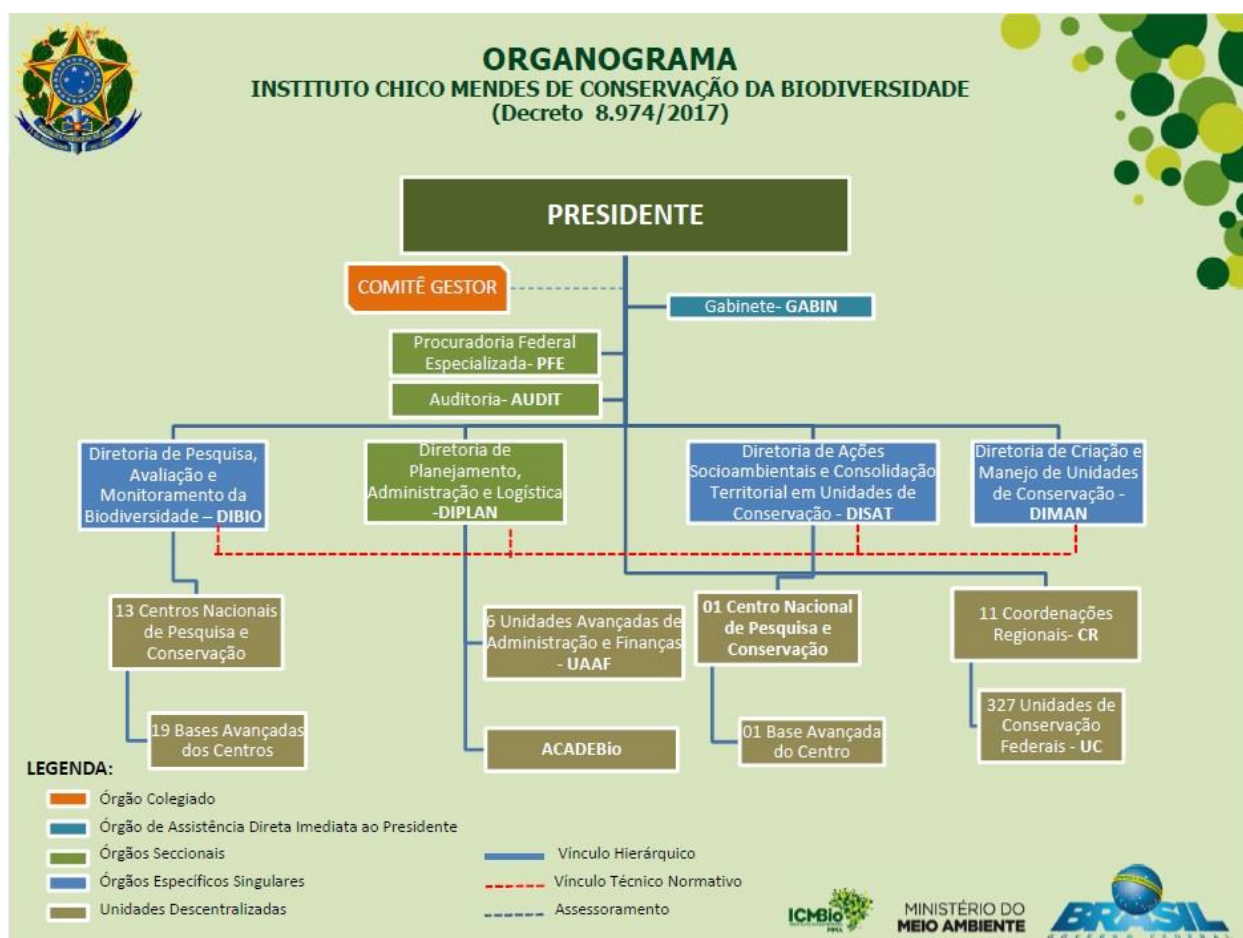 ORGANOGRAMA
INSTITUTO CHICO MENDES DE CONSERVAÇÃO DA BIODIVERSIDADE
(Decreto 8.974/2017)
PRESIDENTE
COMITÊ GESTOR
Gabinete- GABIN
Procuradoria Federal
Especializada- PFE
Auditoria- AUDIT
Diretoria de Pesquisa,
Avaliação e
Monitoramento da
Biodiversidade – DIBIO
Diretoria de
Planejamento,
Administração e Logística
-DIPLAN
Diretoria de Ações
Socioambientais e Consolidação
Territorial em Unidades de
Conservação - DISAT
Diretoria de Criação e
Manejo de Unidades
de Conservação -
DIMAN
13 Centros Nacionais
de Pesquisa e
Conservação
6 Unidades Avançadas de
Administração e Finanças
- UAAF
01 Centro Nacional
de Pesquisa e
Conservação
11 Coordenações
Regionais- CR
19 Bases Avançadas
dos Centros
ACADEBio
01 Base Avançada
do Centro
327 Unidades de
Conservação
Federais - UC
LEGENDA:
Órgão Colegiado
Órgão de Assistência Direta Imediata ao Presidente
Órgãos Seccionais
Órgãos Específicos Singulares
Unidades Descentralizadas
Vínculo Hierárquico
Vínculo Técnico Normativo
Assessoramento
ICMBio
MMA
MINISTÉRIO DO
MEIO AMBIENTE
BRASIL
GOVERNO FEDERAL